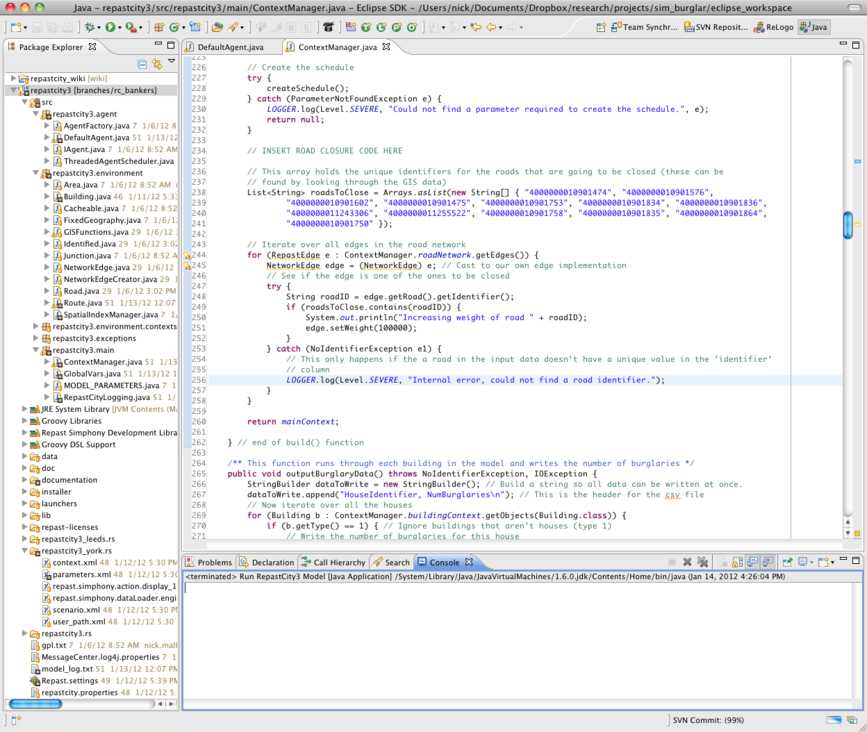 Java - repastcity3/src/repastcity3/main/ContextManager.java - Eclipse SDK - /Users/nick/Documents/Dropbox/research/projects/sim_burglar/eclipse_workspace
Team Synchr... SVN Reposit... ReLogo Java
Package Explorer
repastcity_wiki [wiki]
repastcity3 [branches/rc_bankers]
src
repastcity3.agent
AgentFactory.java 7 1/6/12 8
DefaultAgent.java 51 1/13/12
IAgent.java 7 1/6/12 8:52 A
ThreadedAgentScheduler.java
repastcity3.environment
Area.java 7 1/6/12 8:52 AM
Building.java 46 1/11/12 5:3
Cacheable.java 7 1/6/12 8:5
FixedGeography.java 7 1/6/1
GISFunctions.java 29 1/6/12
Identified.java 29 1/6/12 3:0
Junction.java 7 1/6/12 8:52 A
NetworkEdge.java 29 1/6/12
NetworkEdgeCreator.java 29
Road.java 29 1/6/12 3:02 PM
Route.java 51 1/13/12 12:07
SpatialIndexManager.java 7 1
repastcity3.environment.contexts
repastcity3.exceptions
repastcity3.main
ContextManager.java 51 1/13
GlobalVars.java 51 1/13/12
MODEL_PARAMETERS.java 7 1/
RepastCityLogging.java 51 1/
JRE System Library [JVM Contents (Ma
Groovy Libraries
Repast Simphony Development Libra
Groovy DSL Support
data
doc
documentation
installer
launchers
lib
repast-licenses
repastcity3_leeds.rs
repastcity3_york.rs
context.xml 48 1/12/12 5:30 P
parameters.xml 48 1/12/12 5:
repast.simphony.action.display_1
repast.simphony.dataLoader.engi
scenario.xml 48 1/12/12 5:30 P
user_path.xml 48 1/12/12 5:30
repastcity3.rs
gpl.txt 7 1/6/12 8:52 AM nick.mal
MessageCenter.log4j.properties 7 1
model_log.txt 51 1/13/12 12:07 PM
Repast.settings 49 1/12/12 5:39 PM
repastcity.properties 48 1/12/12 5
DefaultAgent.java ContextManager.java
225
226 // Create the schedule
227 try {
228 createSchedule();
229 } catch (ParameterNotFoundException e) {
230 LOGGER.log(Level.SEVERE, "Could not find a parameter required to create the schedule.", e);
231 return null;
232 }
233
234 // INSERT ROAD CLOSURE CODE HERE
235
236 // This array holds the unique identifiers for the roads that are going to be closed (these can be
237 // found by looking through the GIS data)
238 List<String> roadsToClose = Arrays.asList(new String[] { "4000000010901474", "4000000010901576",
239 "4000000010901602", "4000000010901475", "4000000010901753", "4000000010901834", "4000000010901836",
240 "4000000011243306", "4000000011255522", "4000000010901758", "4000000010901835", "4000000010901864",
241 "4000000010901750" });
242
243 // Iterate over all edges in the road network
244 for (RepastEdge e : ContextManager.roadNetwork.getEdges()) {
245 NetworkEdge edge = (NetworkEdge) e; // Cast to our own edge implementation
246 // See if the edge is one of the ones to be closed
247 try {
248 String roadID = edge.getRoad().getIdentifier();
249 if (roadsToClose.contains(roadID)) {
250 System.out.println("Increasing weight of road " + roadID);
251 edge.setWeight(100000);
252 }
253 } catch (NoIdentifierException e1) {
254 // This only happens if the a road in the input data doesn't have a unique value in the 'identifier'
255 // column
256 LOGGER.log(Level.SEVERE, "Internal error, could not find a road identifier.");
257 }
258 }
260
261 return mainContext;
262
262 } // end of build() function
263
264 /** This function runs through each building in the model and writes the number of burglaries */
265 public void outputBurglaryData() throws NoIdentifierException, IOException {
266 StringBuilder dataToWrite = new StringBuilder(); // Build a string so all data can be written at once.
267 dataToWrite.append("HouseIdentifier, NumBurglaries\n"); // This is the header for the csv file
268 // Now iterate over all the houses
269 for (Building b : ContextManager.buildingContext.getObjects(Building.class)) {
270 if (b.getType() == 1) { // Ignore buildings that aren't houses (type 1)
271 // Write the number of burglaries for this house
Problems Declaration Call Hierarchy Search Console
<terminated> Run RepastCity3 Model [Java Application] /System/Library/Java/JavaVirtualMachines/1.6.0.jdk/Contents/Home/bin/java (Jan 14, 2012 4:26:04 PM)
SVN Commit: (99%)